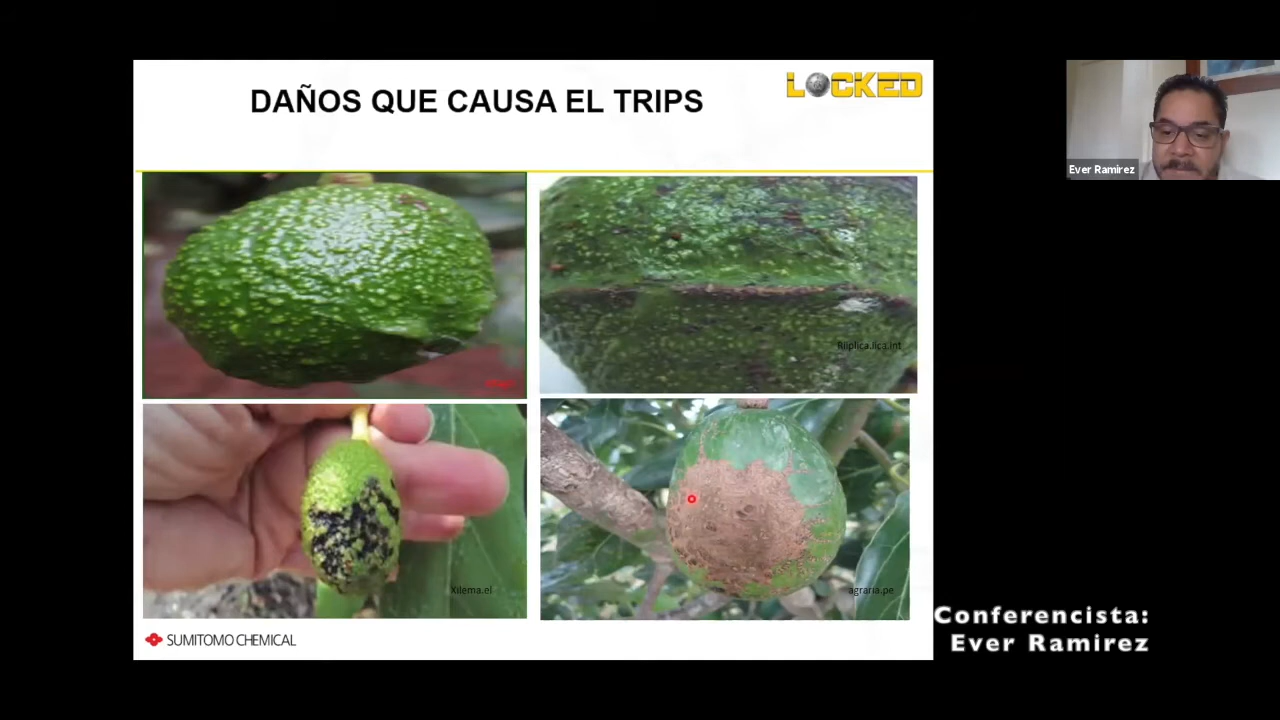 DAÑOS QUE CAUSA EL TRIPS
LOCKED
Ever Ramirez
Xilema.el
agraria.pe
SUMITOMO CHEMICAL
Conferencista:
Ever Ramirez